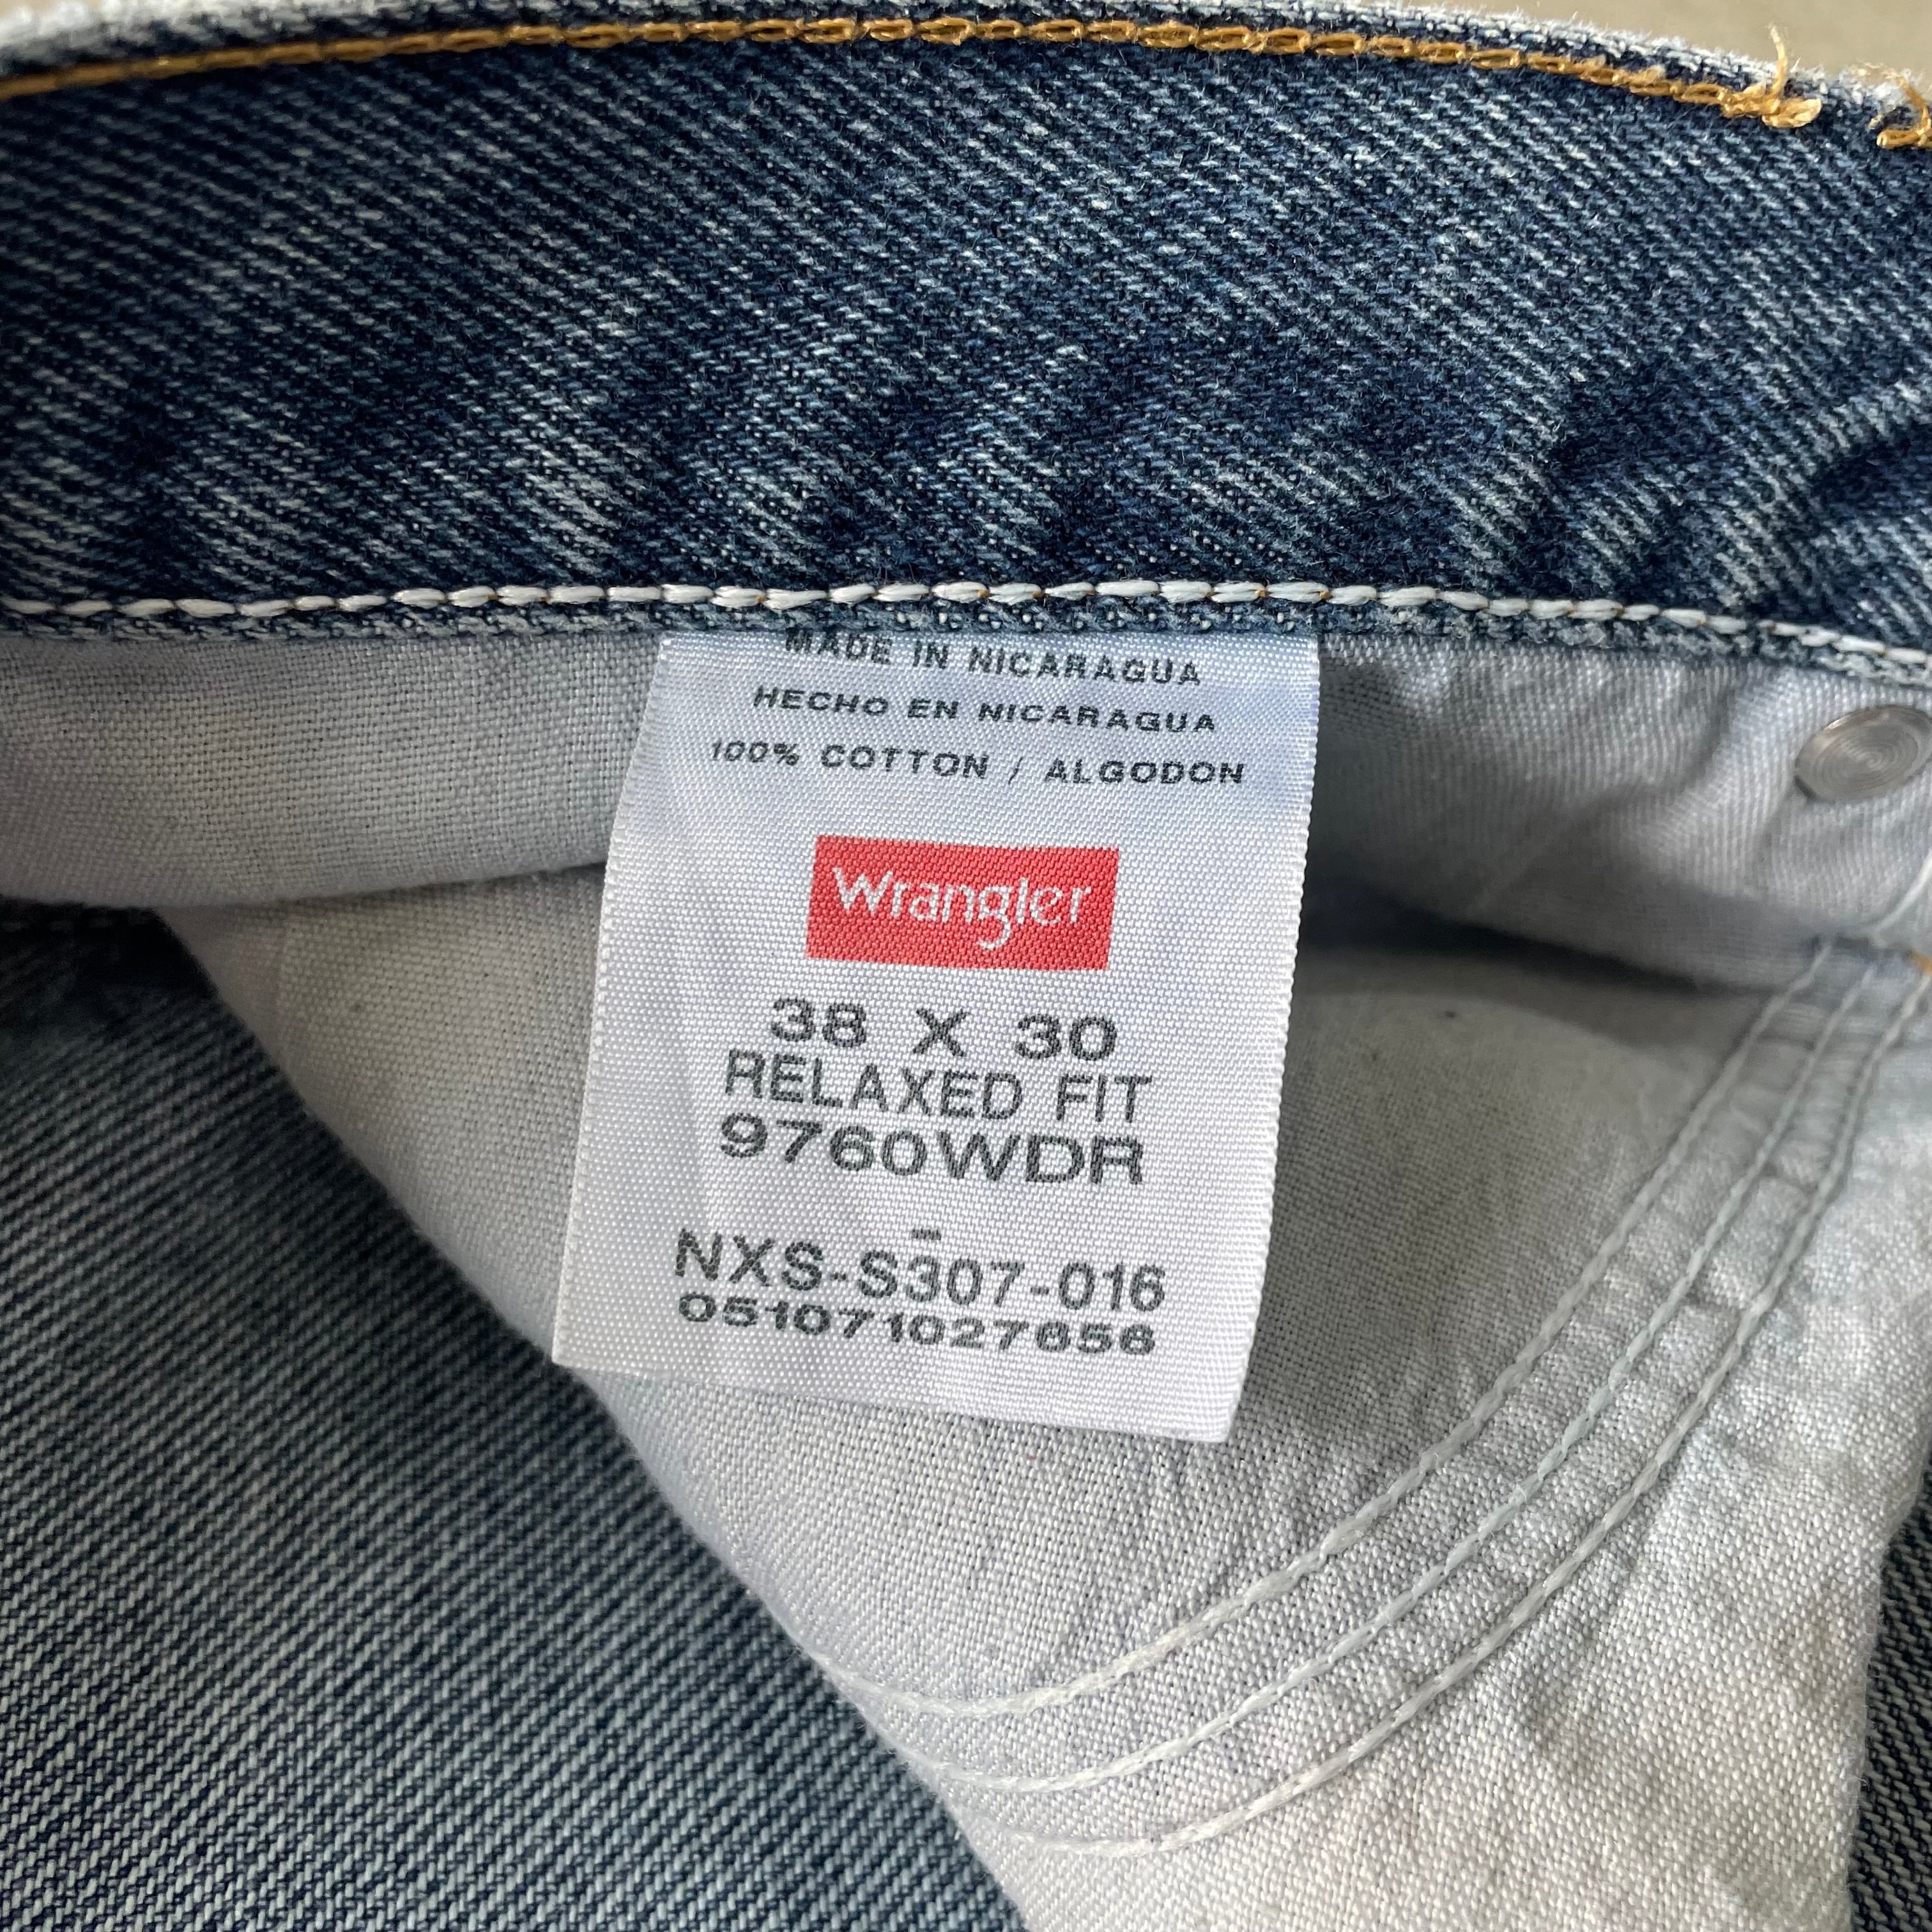 MADE IN NICARAGUA
HECHO EN NICARAGUA
100% COTTON / ALGODON
Wrangler
38 X 30
RELAXED FIT
9760WDR
NXS-S307-016
051071027656